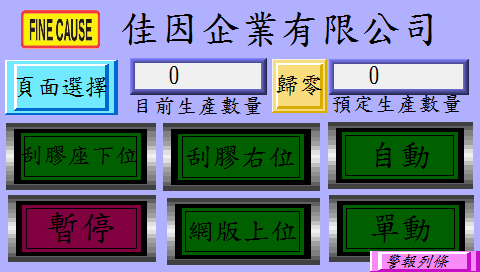 FINE CAUSE 佳因企業有限公司
頁面選擇 0 歸零 0
目前生產數量 預定生產數量
刮膠座下位 刮膠右位 自動
暫停 網版上位 單動
警報列條